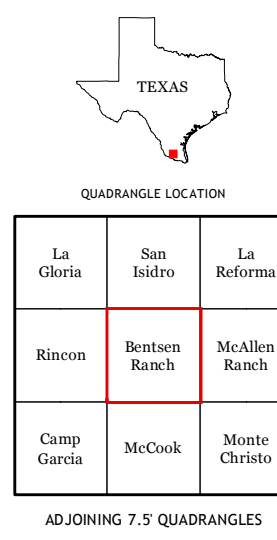 TEXAS
QUADRANGLE LOCATION
La
Gloria
San
Isidro
La
Reforma
Rincon
Bentsen
Ranch
McAllen
Ranch
Camp
Garcia
McCook
Monte
Christo
ADJOINING 7.5' QUADRANGLES